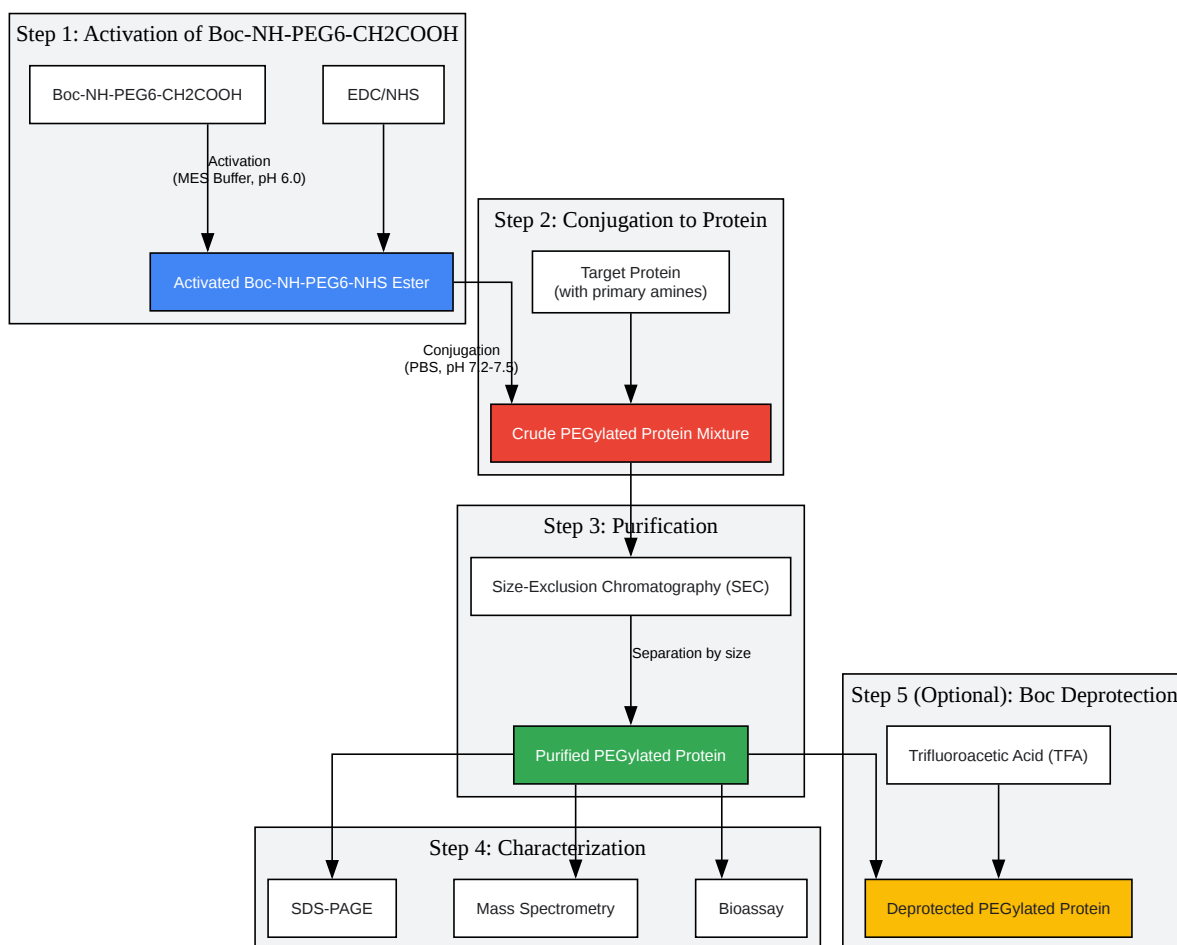 Step 1: Activation of Boc-NH-PEG6-CH2COOH
Boc-NH-PEG6-CH2COOH
EDC/NHS
Activation
(MES Buffer, pH 6.0)
Activated Boc-NH-PEG6-NHS Ester
Step 2: Conjugation to Protein
Target Protein
(with primary amines)
Conjugation
(PBS, pH 7.2-7.5)
Crude PEGylated Protein Mixture
Step 3: Purification
Size-Exclusion Chromatography (SEC)
Separation by size
Purified PEGylated Protein
Step 5 (Optional): Boc Deprotection
Trifluoroacetic Acid (TFA)
Deprotected PEGylated Protein
Step 4: Characterization
SDS-PAGE
Mass Spectrometry
Bioassay